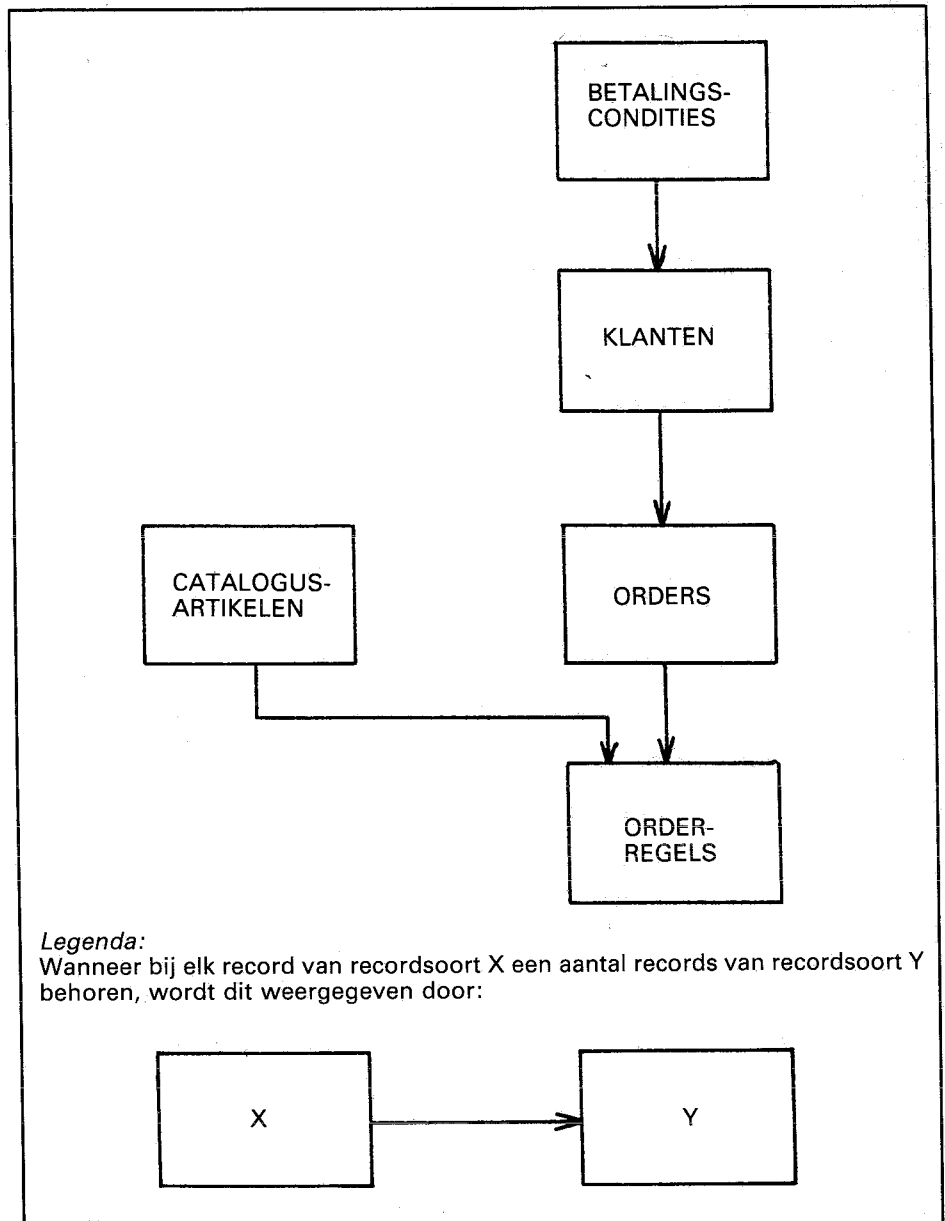 BETALINGS-
CONDITIES
KLANTEN
CATALOGUS-
ARTIKELEN
ORDERS
ORDER-
REGELS
Legenda:
Wanneer bij elk record van recordsoort X een aantal records van recordsoort Y
behoren, wordt dit weergegeven door:
X
Y